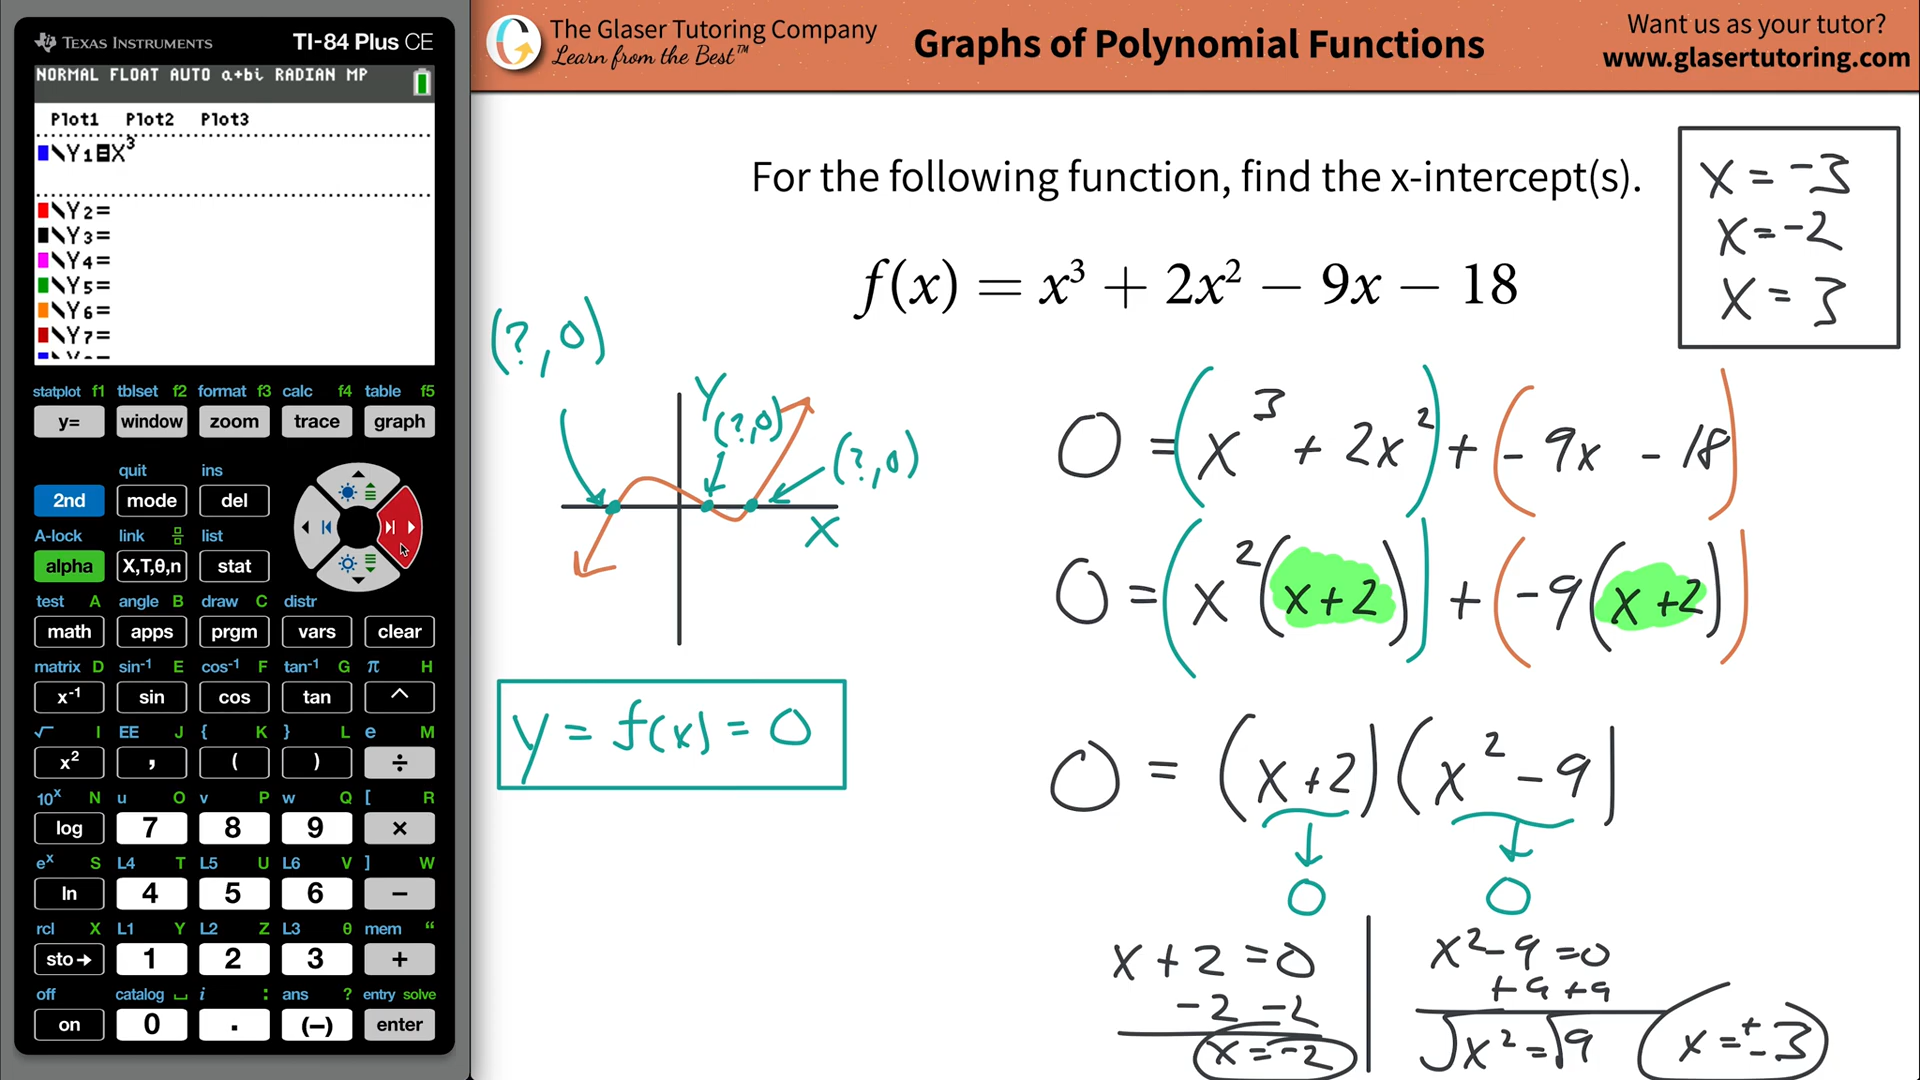 TEXAS INSTRUMENTS TI-84 Plus CE
NORMAL FLOAT AUTO a+bi RADIAN MP
Plot1 Plot2 Plot3
\Y1=X³
\Y2=
\Y3=
\Y4=
\Y5=
\Y6=
\Y7=
statplot f1 tblset f2 format f3 calc f4 table f5
y= window zoom trace graph
quit ins
2nd mode del
A-lock link list
alpha X,T,θ,n stat
test A angle B draw C distr
math apps prgm vars clear
matrix D sin⁻¹ E cos⁻¹ F tan⁻¹ G π H
x⁻¹ sin cos tan ^
√ I EE J { K } L e M
x² , ( ) ÷
10ˣ N u O v P w Q [ R
log 7 8 9 ×
eˣ S L4 T L5 U L6 V ] W
ln 4 5 6 −
rcl X L1 Y L2 Z L3 θ mem "
sto→ 1 2 3 +
off catalog ␣ i : ans ? entry solve
on 0 . (−) enter
The Glaser Tutoring Company
Learn from the Best™
Graphs of Polynomial Functions
Want us as your tutor?
www.glasertutoring.com
For the following function, find the x-intercept(s).
f(x) = x³ + 2x² − 9x − 18
x = -3
x = -2
x = 3
(?, 0)
Y
(?, 0)
(?, 0)
X
y = f(x) = 0
0 = (x³ + 2x²) + (-9x - 18)
0 = (x²(x+2)) + (-9(x+2))
0 = (x+2)(x²-9)
0 0
x+2=0
-2 -2
x=-2
x²-9=0
+9 +9
√x² = √9
x = ±3